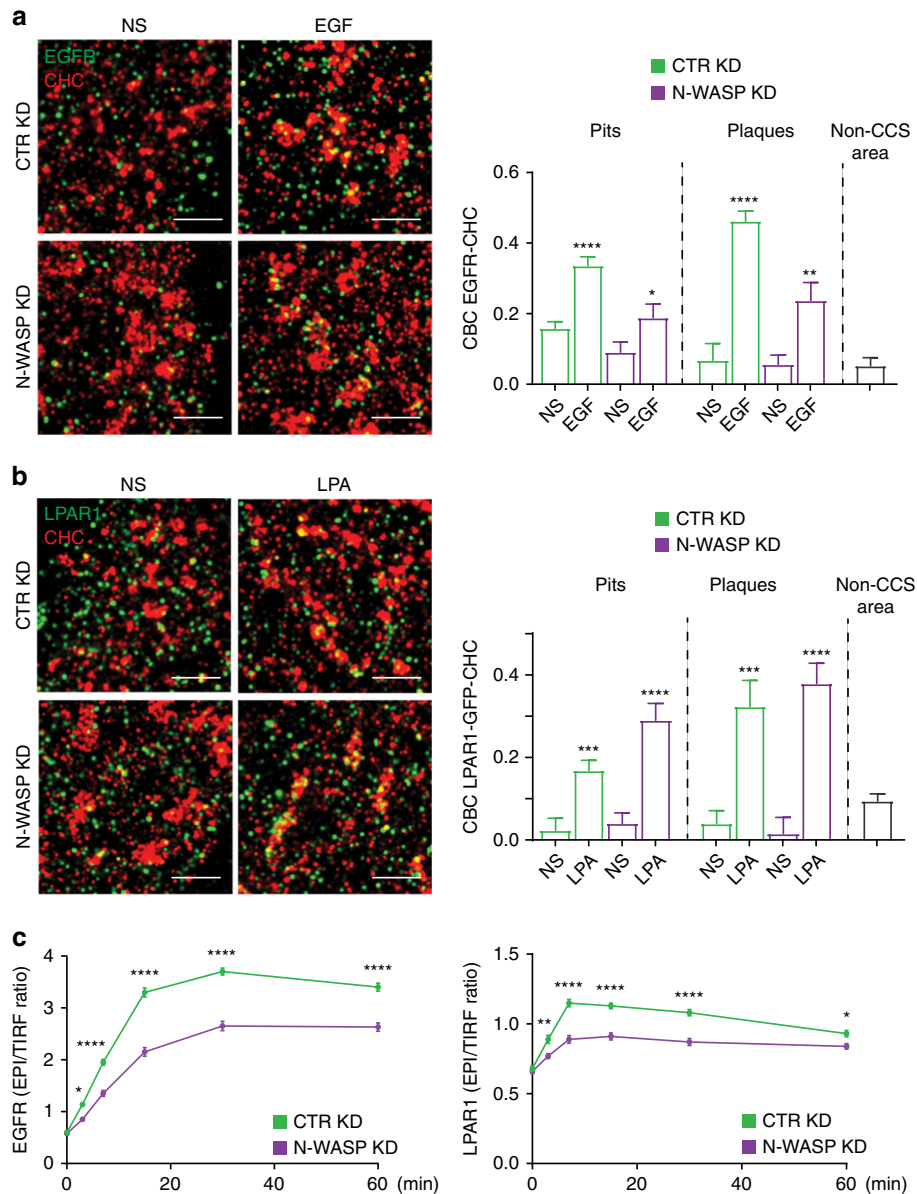 a
NS
EGF
EGFR
CHC
CTR KD
N-WASP KD
CTR KD
N-WASP KD
Pits
Plaques
Non-CCS
area
CBC EGFR-CHC
0.6
0.4
0.2
0.0
****
*
****
**
NS
EGF
NS
EGF
NS
EGF
NS
EGF
b
NS
LPA
LPAR1
CHC
CTR KD
N-WASP KD
CTR KD
N-WASP KD
Pits
Plaques
Non-CCS
area
CBC LPAR1-GFP-CHC
0.4
0.2
0.0
***
****
***
****
NS
LPA
NS
LPA
NS
LPA
NS
LPA
c
EGFR (EPI/TIRF ratio)
4
3
2
1
0
*
****
****
****
****
CTR KD
N-WASP KD
0
20
40
60
(min)
LPAR1 (EPI/TIRF ratio)
1.5
1.0
0.5
0.0
**
****
****
****
*
CTR KD
N-WASP KD
0
20
40
60
(min)